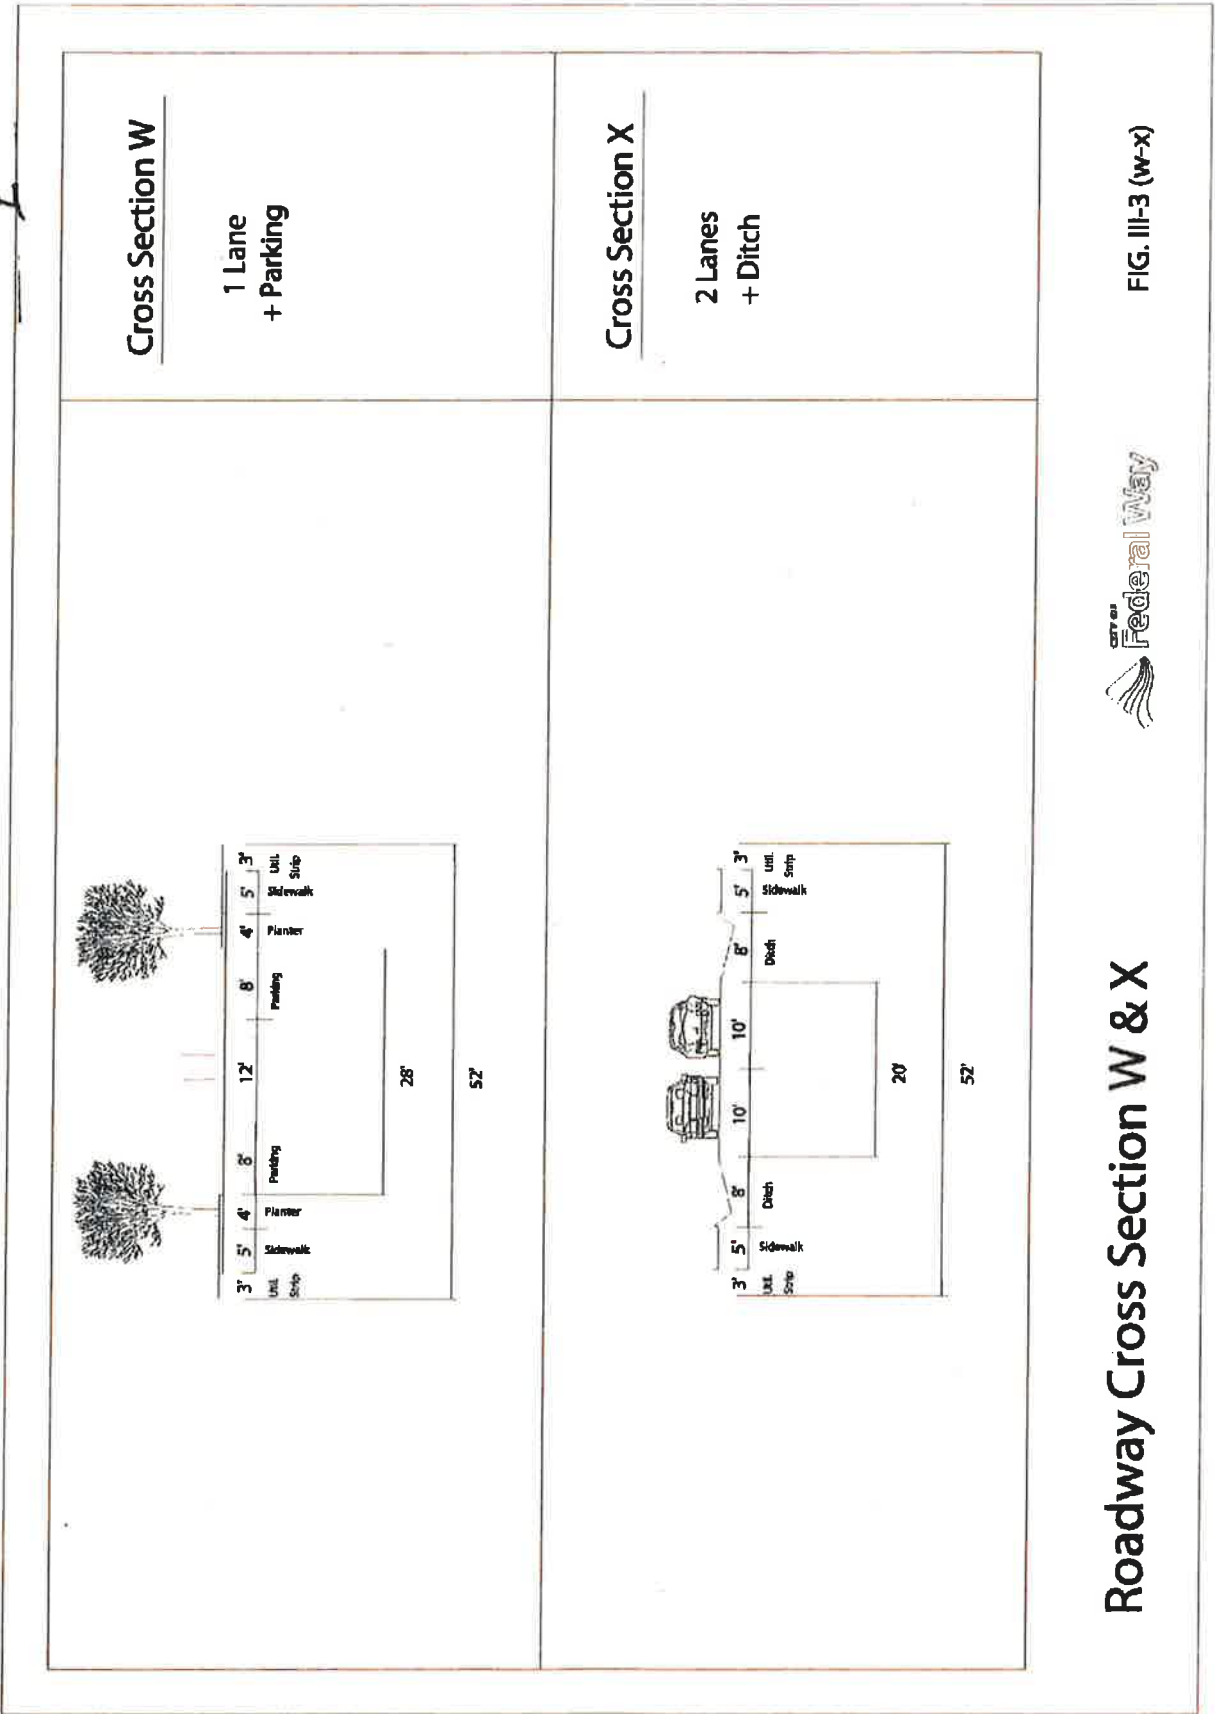 Cross Section W
1 Lane
+ Parking
3' 5' 4' 8' 12' 8' 4' 5' 3'
Util. Strip Sidewalk Planter Parking Parking Planter Sidewalk Util. Strip
28'
52'
Cross Section X
2 Lanes
+ Ditch
3' 5' 8' 10' 10' 8' 5' 3'
Util. Strip Sidewalk Ditch Ditch Sidewalk Util. Strip
20'
52'
Roadway Cross Section W & X
CITY OF
Federal Way
FIG. III-3 (w-x)